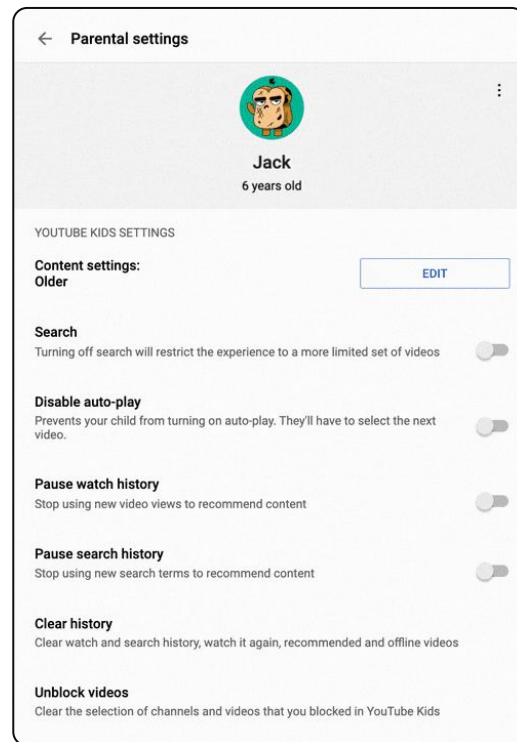 Parental settings
Jack
6 years old
YOUTUBE KIDS SETTINGS
Content settings:
Older
EDIT
Search
Turning off search will restrict the experience to a more limited set of videos
Disable auto-play
Prevents your child from turning on auto-play. They'll have to select the next
video.
Pause watch history
Stop using new video views to recommend content
Pause search history
Stop using new search terms to recommend content
Clear history
Clear watch and search history, watch it again, recommended and offline videos
Unblock videos
Clear the selection of channels and videos that you blocked in YouTube Kids